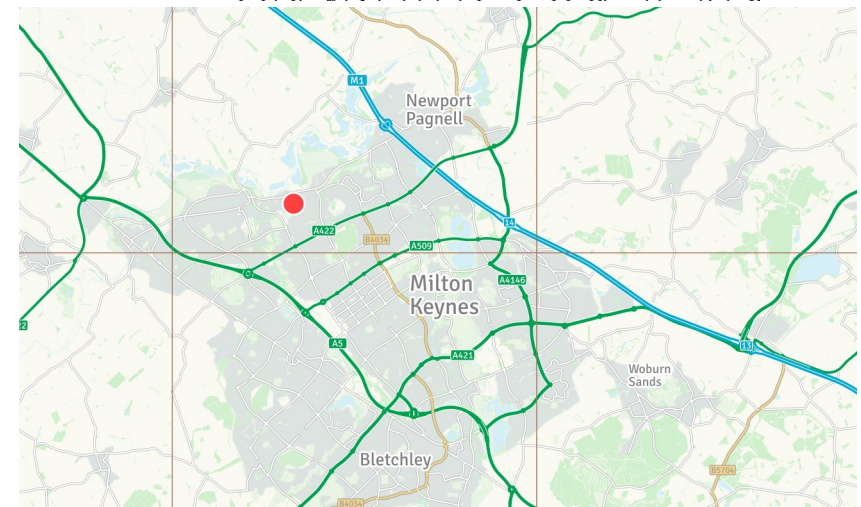 M1
Newport
Pagnell
14
A422
B4034
A509
Milton
Keynes
A4146
A5
A421
13
Woburn
Sands
Bletchley
B5704
B4034